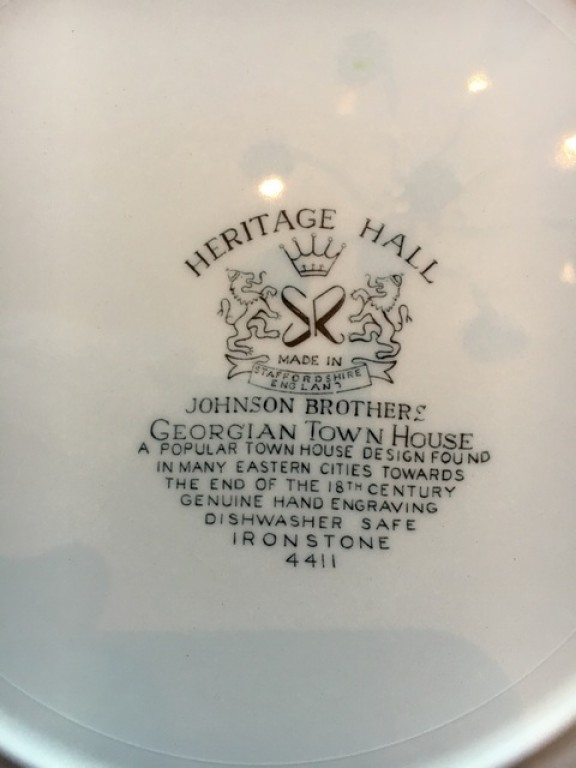 HERITAGE HALL
MADE IN
STAFFORDSHIRE
ENGLAND
JOHNSON BROTHERS
GEORGIAN TOWN HOUSE
A POPULAR TOWN HOUSE DESIGN FOUND
IN MANY EASTERN CITIES TOWARDS
THE END OF THE 18TH CENTURY
GENUINE HAND ENGRAVING
DISHWASHER SAFE
IRONSTONE
4411